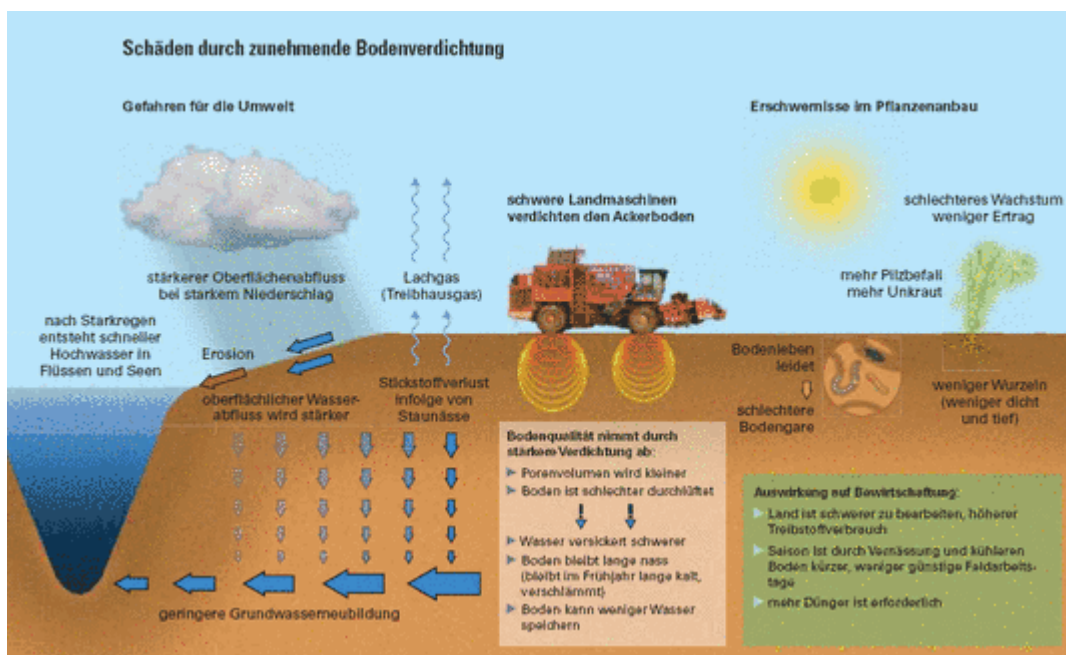 Schäden durch zunehmende Bodenverdichtung
Gefahren für die Umwelt
stärkerer Oberflächenabfluss
bei starkem Niederschlag
nach Starkregen
entsteht schneller
Hochwasser in
Flüssen und Seen
Erosion
oberflächlicher Wasser-
abfluss wird stärker
Lachgas
(Treibhausgas)
Stickstoffverlust
infolge von
Staunässe
geringere Grundwasserneubildung
schwere Landmaschinen
verdichten den Ackerboden
Bodenqualität nimmt durch
stärkere Verdichtung ab:
Porenvolumen wird kleiner
Boden ist schlechter durchlüftet
Wasser versickert schwerer
Boden bleibt lange nass
(bleibt im Frühjahr lange kalt,
verschlämmt)
Boden kann weniger Wasser
speichern
Erschwernisse im Pflanzenanbau
schlechteres Wachstum
weniger Ertrag
mehr Pilzbefall
mehr Unkraut
Bodenleben
leidet
schlechtere
Bodengare
weniger Wurzeln
(weniger dicht
und tief)
Auswirkung auf Bewirtschaftung:
Land ist schwerer zu bearbeiten, höherer
Treibstoffverbrauch
Saison ist durch Vernässung und kühleren
Boden kürzer, weniger günstige Feldarbeits-
tage
mehr Dünger ist erforderlich